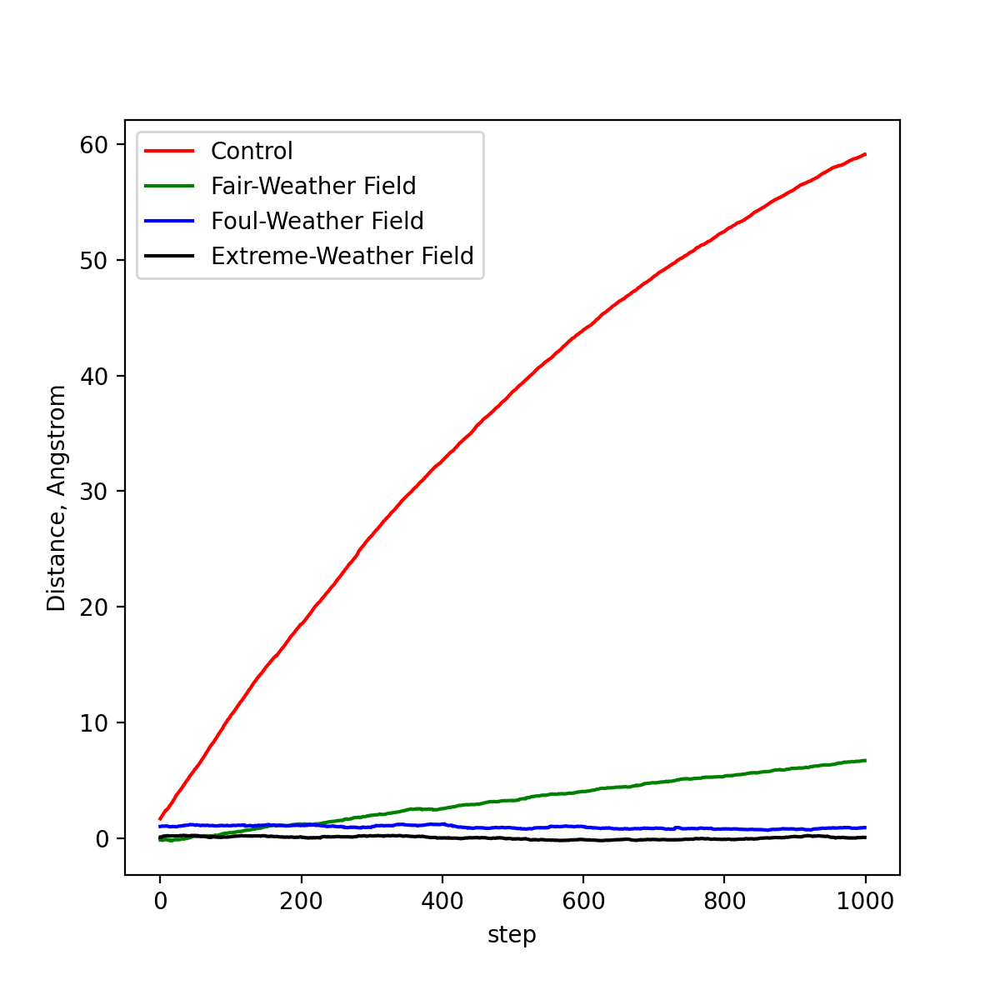 Control
Fair-Weather Field
Foul-Weather Field
Extreme-Weather Field
60
50
40
30
20
10
0
Distance, Angstrom
0 200 400 600 800 1000
step